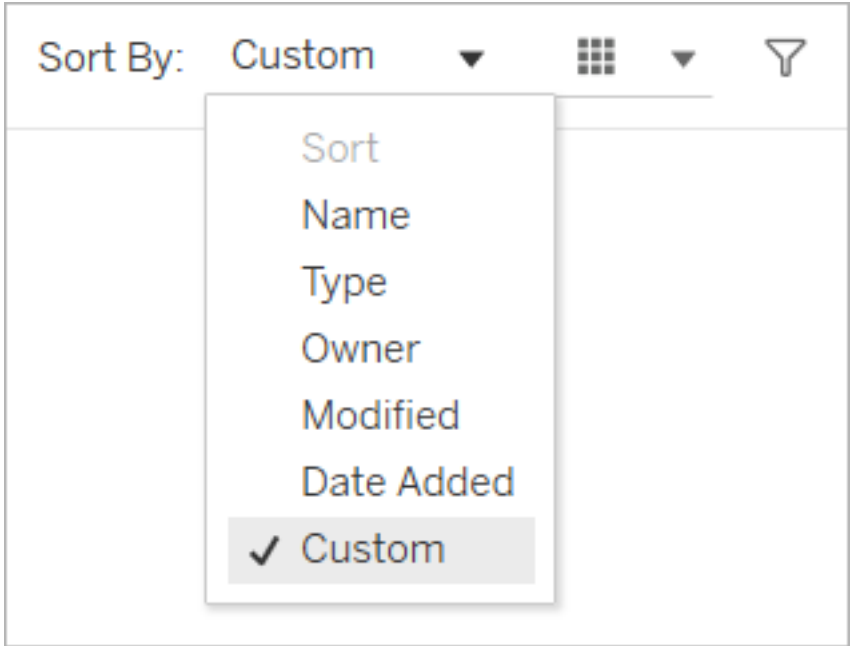 Sort By: Custom
Sort
Name
Type
Owner
Modified
Date Added
Custom